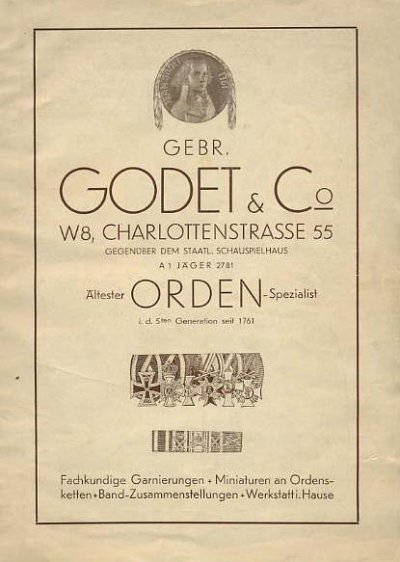 GEBR.
GODET & Co
W8, CHARLOTTENSTRASSE 55
GEGENÜBER DEM STAATL. SCHAUSPIELHAUS
A 1 JÄGER 2781
Ältester ORDEN-Spezialist
i. d. 5ten Generation seit 1761
Fachkundige Garnierungen + Miniaturen an Ordens-
ketten + Band-Zusammenstellungen + Werkstatt i. Hause